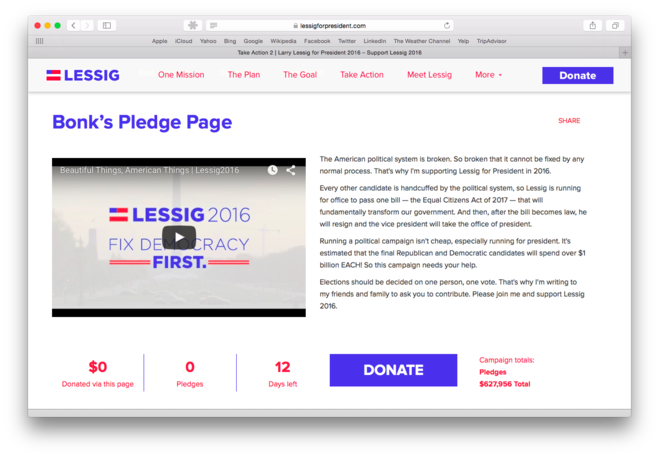 lessigforpresident.com
Apple iCloud Yahoo Bing Google Wikipedia Facebook Twitter LinkedIn The Weather Channel Yelp TripAdvisor
Take Action 2 | Larry Lessig for President 2016 – Support Lessig 2016
LESSIG One Mission The Plan The Goal Take Action Meet Lessig More Donate
Bonk's Pledge Page
SHARE
Beautiful Things, American Things | Lessig2016
LESSIG 2016
FIX DEMOCRACY
FIRST.
The American political system is broken. So broken that it cannot be fixed by any
normal process. That's why I'm supporting Lessig for President in 2016.
Every other candidate is handcuffed by the political system, so Lessig is running
for office to pass one bill — the Equal Citizens Act of 2017 — that will
fundamentally transform our government. And then, after the bill becomes law, he
will resign and the vice president will take the office of president.
Running a political campaign isn't cheap, especially running for president. It's
estimated that the final Republican and Democratic candidates will spend over $1
billion EACH! So this campaign needs your help.
Elections should be decided on one person, one vote. That's why I'm writing to
my friends and family to ask you to contribute. Please join me and support Lessig
2016.
$0
Donated via this page
0
Pledges
12
Days left
DONATE
Campaign totals:
Pledges
$627,956 Total